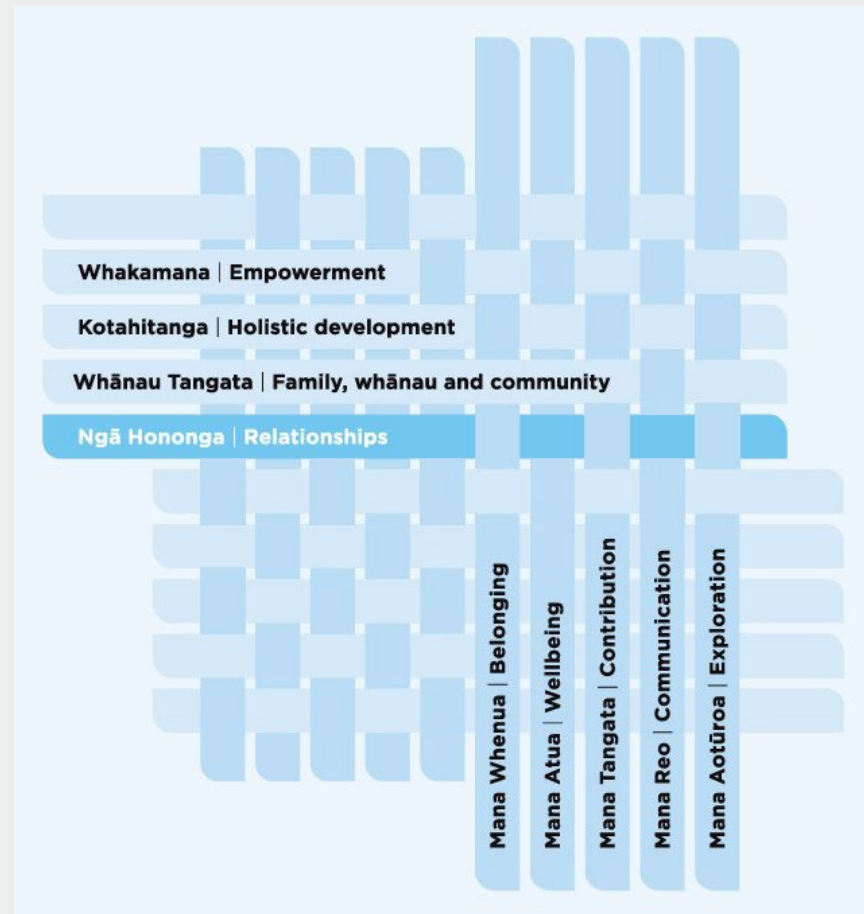 Whakamana | Empowerment
Kotahitanga | Holistic development
Whānau Tangata | Family, whānau and community
Ngā Hononga | Relationships
Mana Whenua | Belonging
Mana Atua | Wellbeing
Mana Tangata | Contribution
Mana Reo | Communication
Mana Aotūroa | Exploration